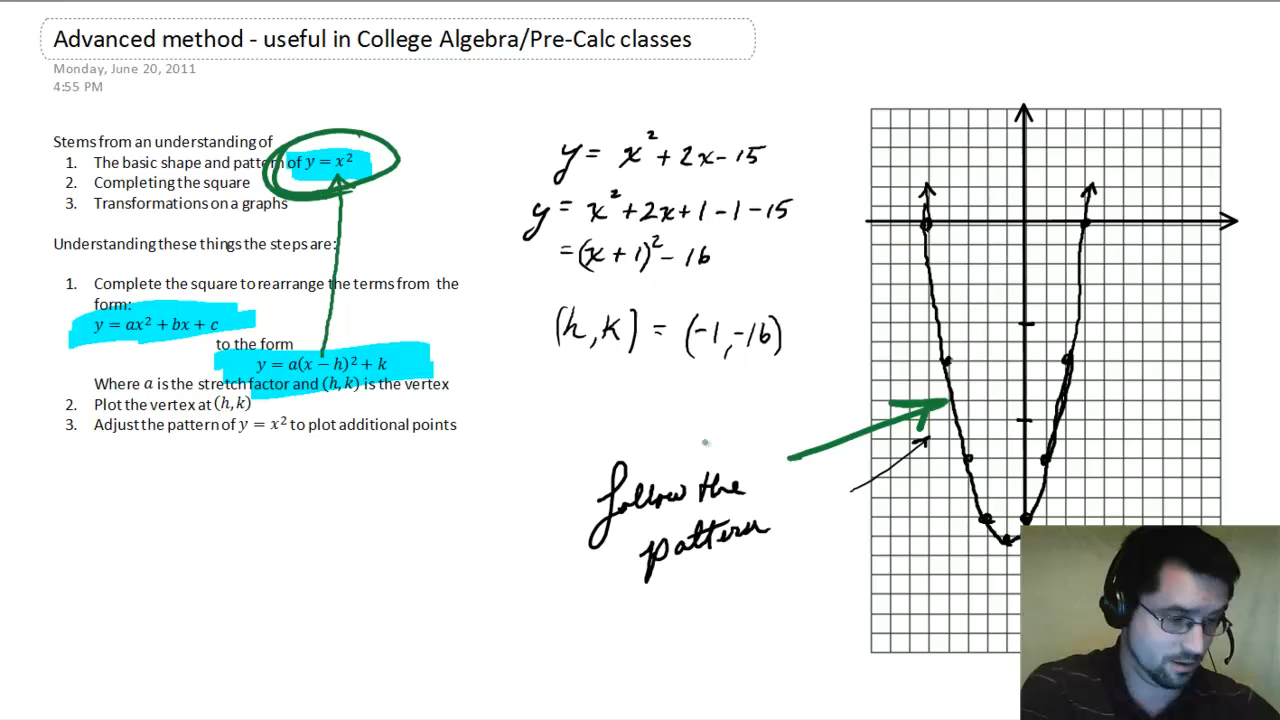 Advanced method - useful in College Algebra/Pre-Calc classes
Monday, June 20, 2011
4:55 PM
Stems from an understanding of
1. The basic shape and pattern of y = x²
2. Completing the square
3. Transformations on a graphs
Understanding these things the steps are:
1. Complete the square to rearrange the terms from the
form:
y = ax² + bx + c
to the form
y = a(x − h)² + k
Where a is the stretch factor and (h, k) is the vertex
2. Plot the vertex at (h, k)
3. Adjust the pattern of y = x² to plot additional points
y = x² + 2x - 15
y = x² + 2x + 1 - 1 - 15
= (x + 1)² - 16
(h, k) = (-1, -16)
follow the
pattern